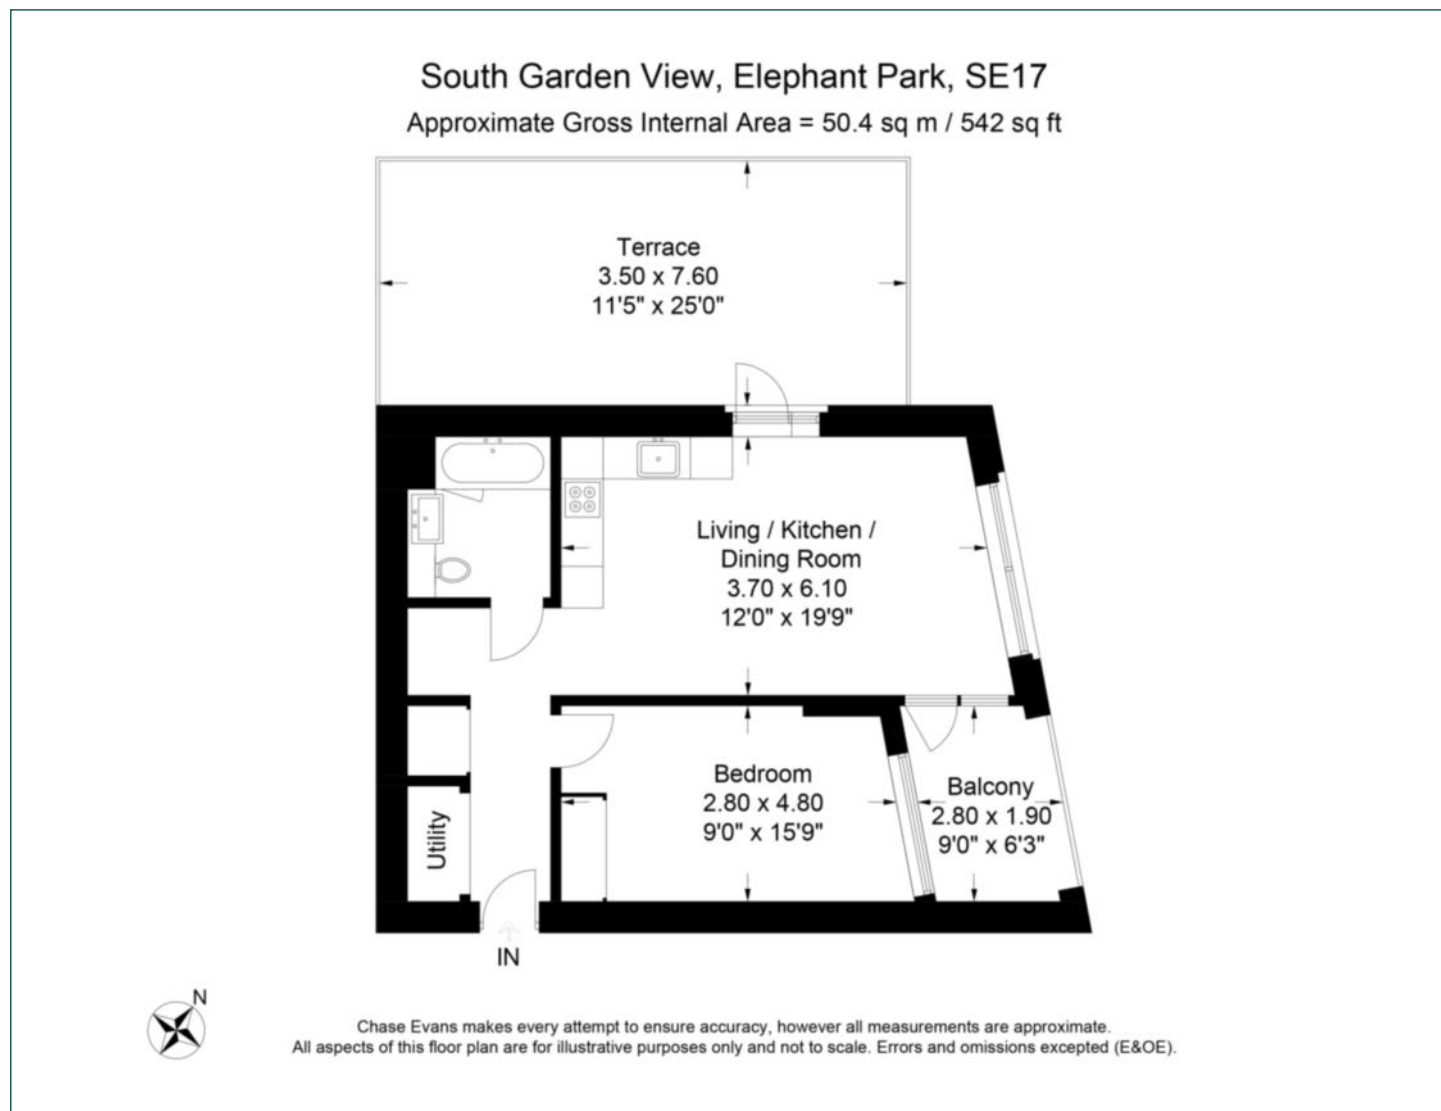 South Garden View, Elephant Park, SE17
Approximate Gross Internal Area = 50.4 sq m / 542 sq ft
Terrace
3.50 x 7.60
11'5" x 25'0"
Living / Kitchen /
Dining Room
3.70 x 6.10
12'0" x 19'9"
Bedroom
2.80 x 4.80
9'0" x 15'9"
Balcony
2.80 x 1.90
9'0" x 6'3"
Utility
IN
N
Chase Evans makes every attempt to ensure accuracy, however all measurements are approximate.
All aspects of this floor plan are for illustrative purposes only and not to scale. Errors and omissions excepted (E&OE).